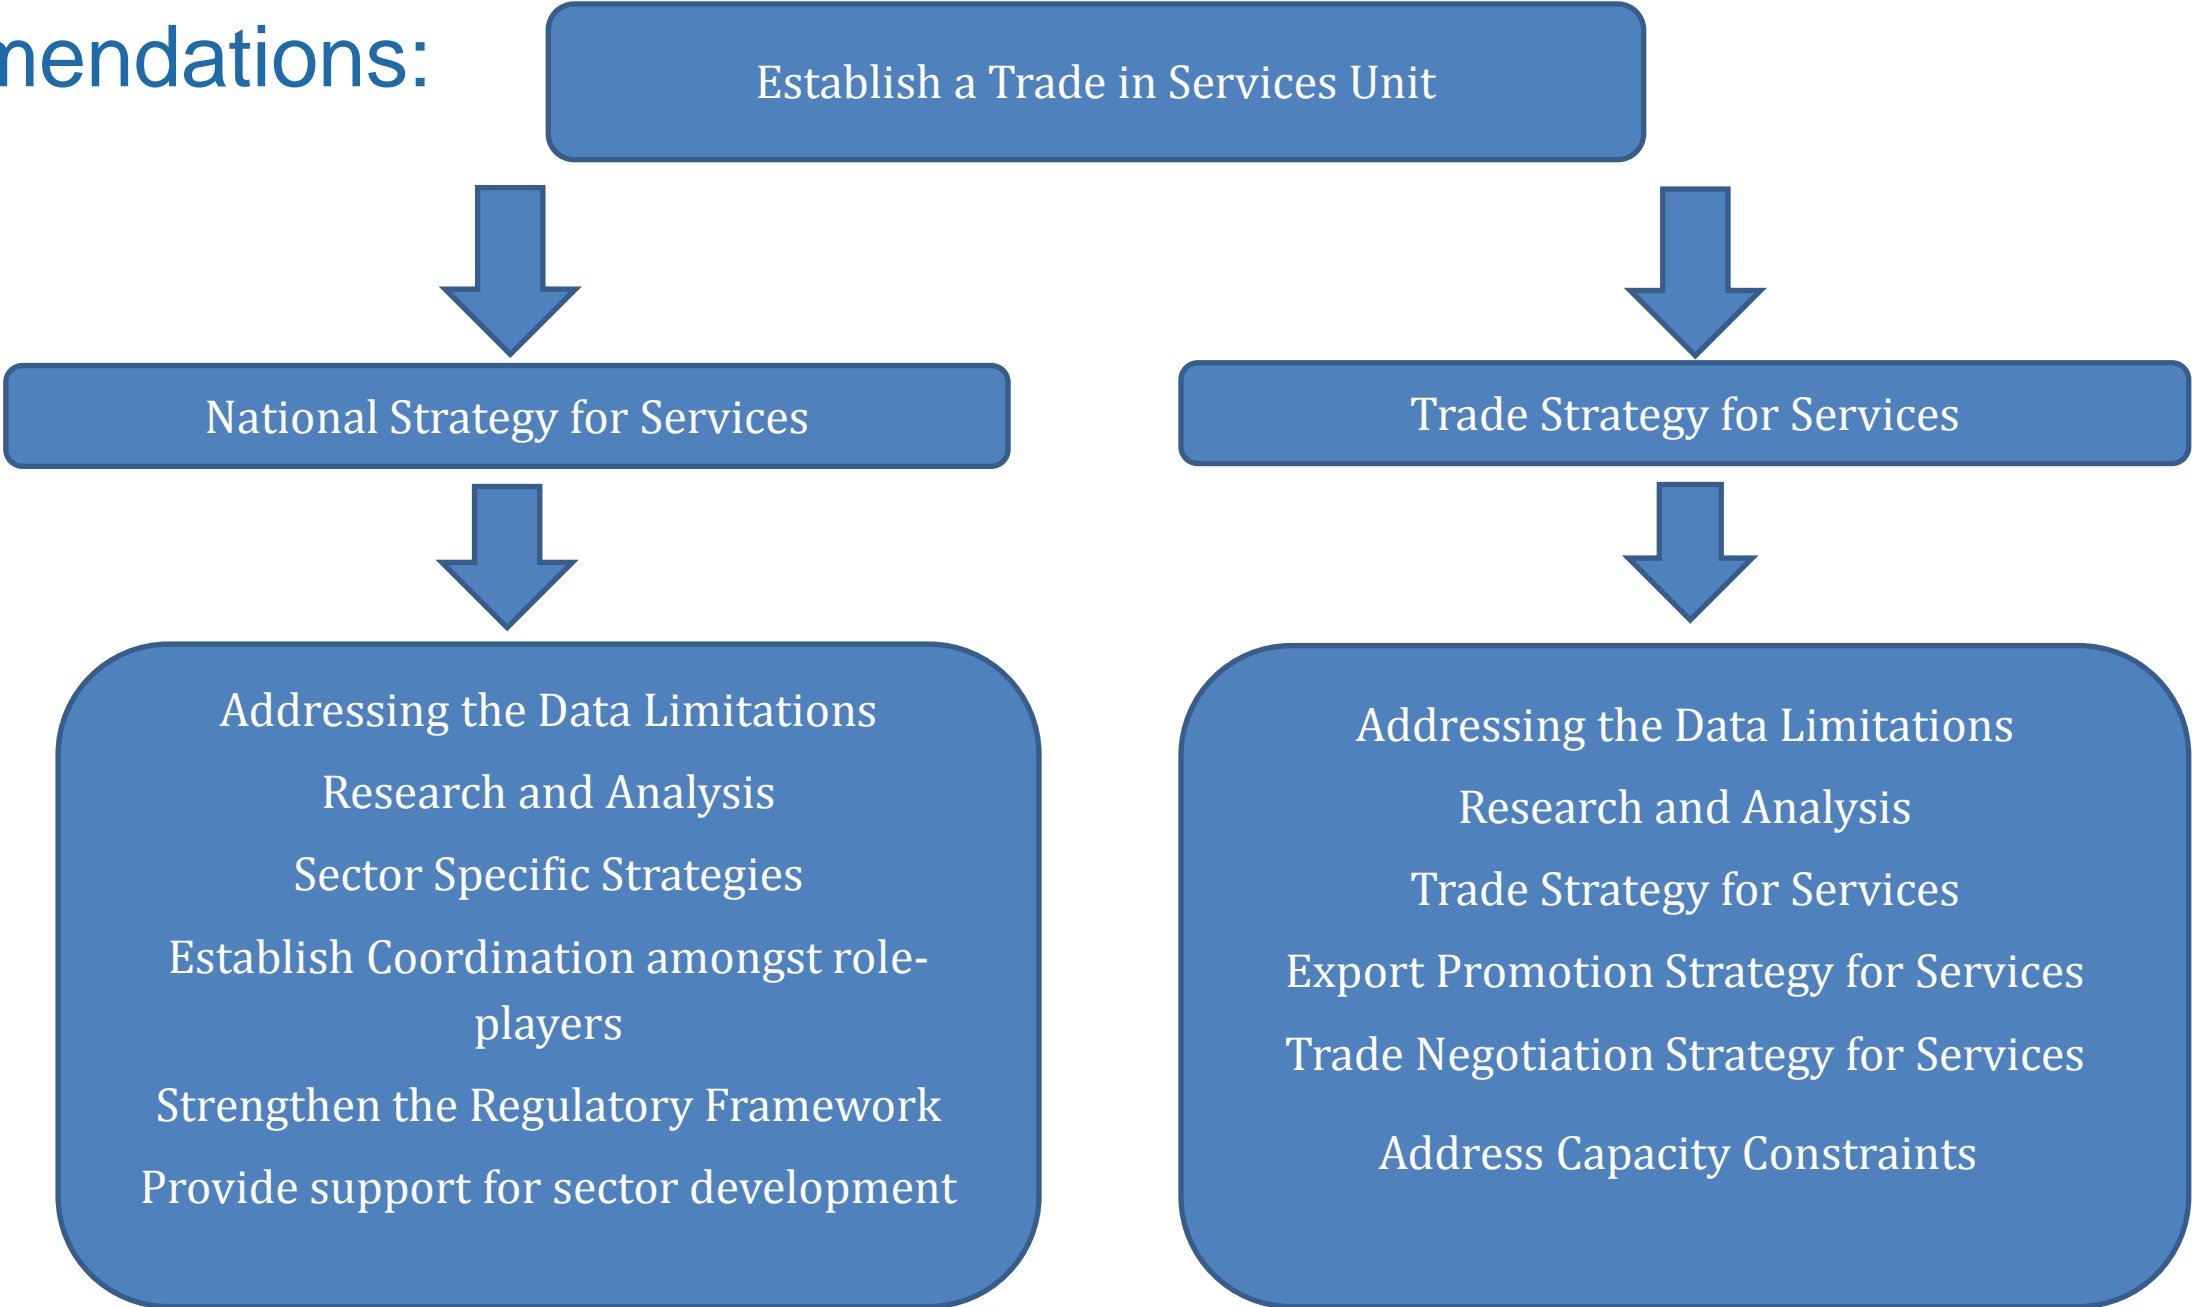 mendations:
Establish a Trade in Services Unit
National Strategy for Services
Trade Strategy for Services
Addressing the Data Limitations
Research and Analysis
Sector Specific Strategies
Establish Coordination amongst role-
players
Strengthen the Regulatory Framework
Provide support for sector development
Addressing the Data Limitations
Research and Analysis
Trade Strategy for Services
Export Promotion Strategy for Services
Trade Negotiation Strategy for Services
Address Capacity Constraints